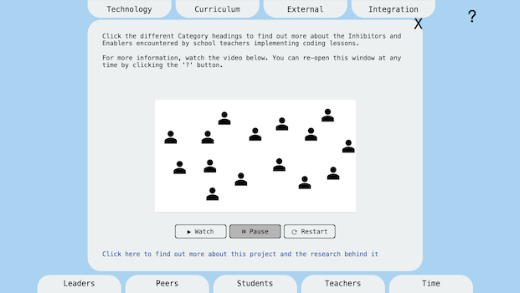 Technology Curriculum External Integration
X ?
Click the different Category headings to find out more about the Inhibitors and
Enablers encountered by school teachers implementing coding lessons.
For more information, watch the video below. You can re-open this window at any
time by clicking the '?' button.
▶ Watch ⏸ Pause ↻ Restart
Click here to find out more about this project and the research behind it
Leaders Peers Students Teachers Time